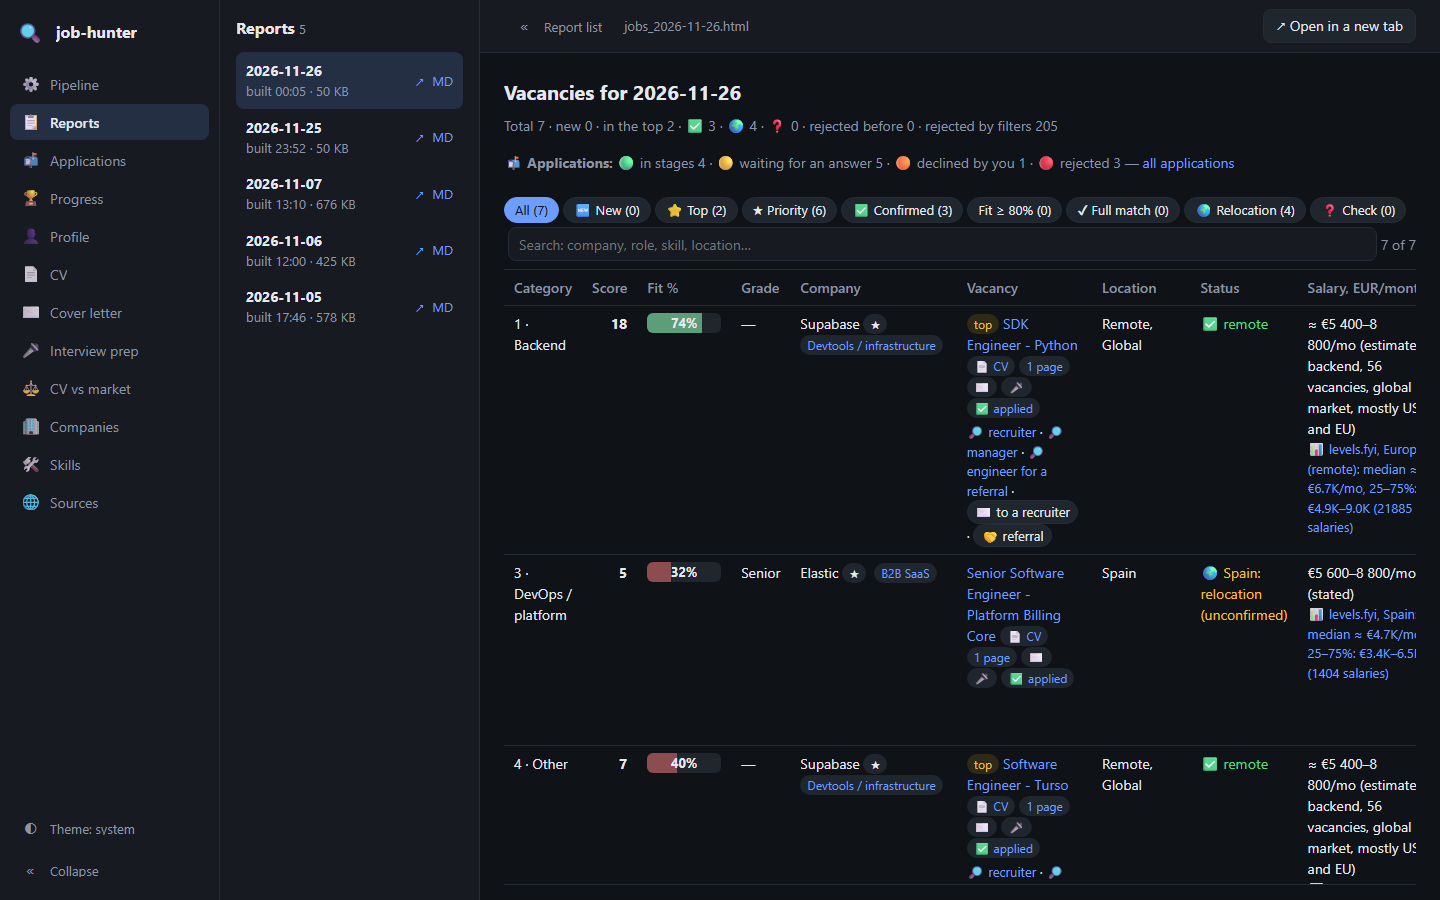 job-hunter
Pipeline
Reports
Applications
Progress
Profile
CV
Cover letter
Interview prep
CV vs market
Companies
Skills
Sources
Theme: system
« Collapse
Reports 5
2026-11-26
built 00:05 · 50 KB
↗ MD
2026-11-25
built 23:52 · 50 KB
↗ MD
2026-11-07
built 13:10 · 676 KB
↗ MD
2026-11-06
built 12:00 · 425 KB
↗ MD
2026-11-05
built 17:46 · 578 KB
↗ MD
« Report list jobs_2026-11-26.html
↗ Open in a new tab
Vacancies for 2026-11-26
Total 7 · new 0 · in the top 2 · ✅ 3 · 🌍 4 · ❓ 0 · rejected before 0 · rejected by filters 205
📬 Applications: 🟢 in stages 4 · 🟡 waiting for an answer 5 · 🟠 declined by you 1 · 🔴 rejected 3 — all applications
All (7) 🆕 New (0) ⭐ Top (2) ★ Priority (6) ✅ Confirmed (3) Fit ≥ 80% (0) ✓ Full match (0) 🌍 Relocation (4) ❓ Check (0)
Search: company, role, skill, location... 7 of 7
Category Score Fit % Grade Company Vacancy Location Status Salary, EUR/mont
1 ·
Backend
18
74%
—
Supabase ★
Devtools / infrastructure
top SDK
Engineer - Python
CV 1 page
✅ applied
recruiter ·
manager ·
engineer for a
referral ·
to a recruiter
· referral
Remote,
Global
✅ remote
≈ €5 400–8
800/mo (estimate
backend, 56
vacancies, global
market, mostly US
and EU)
levels.fyi, Europ
(remote): median ≈
€6.7K/mo, 25–75%:
€4.9K–9.0K (21885
salaries)
3 ·
DevOps /
platform
5
32%
Senior
Elastic ★ B2B SaaS
Senior Software
Engineer -
Platform Billing
Core CV
1 page
✅ applied
Spain
🌍 Spain:
relocation
(unconfirmed)
€5 600–8 800/mo
(stated)
levels.fyi, Spain:
median ≈ €4.7K/mo
25–75%: €3.4K–6.5K
(1404 salaries)
4 · Other
7
40%
—
Supabase ★
Devtools / infrastructure
top Software
Engineer - Turso
CV 1 page
✅ applied
recruiter ·
Remote,
Global
✅ remote
≈ €5 400–8
800/mo (estimate
backend, 56
vacancies, global
market, mostly US
and EU)